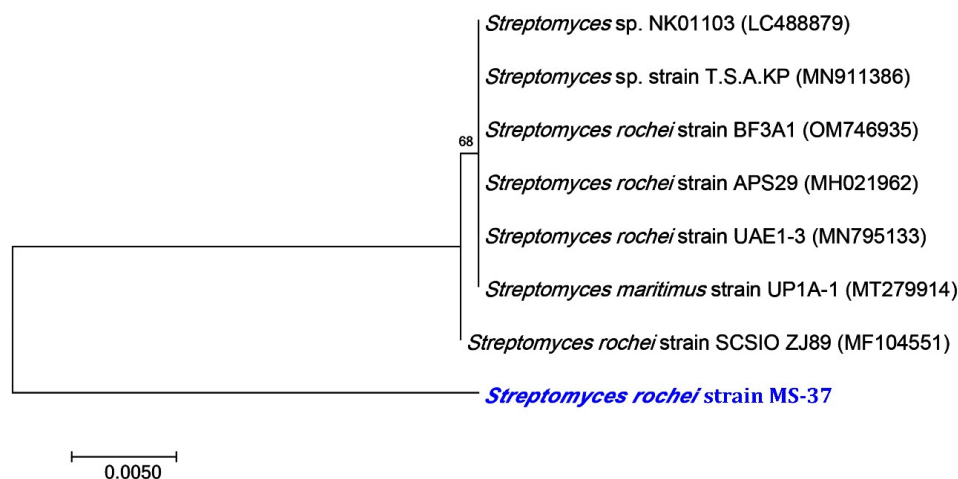 Streptomyces sp. NK01103 (LC488879)
Streptomyces sp. strain T.S.A.KP (MN911386)
Streptomyces rochei strain BF3A1 (OM746935)
68
Streptomyces rochei strain APS29 (MH021962)
Streptomyces rochei strain UAE1-3 (MN795133)
Streptomyces maritimus strain UP1A-1 (MT279914)
Streptomyces rochei strain SCSIO ZJ89 (MF104551)
Streptomyces rochei strain MS-37
0.0050